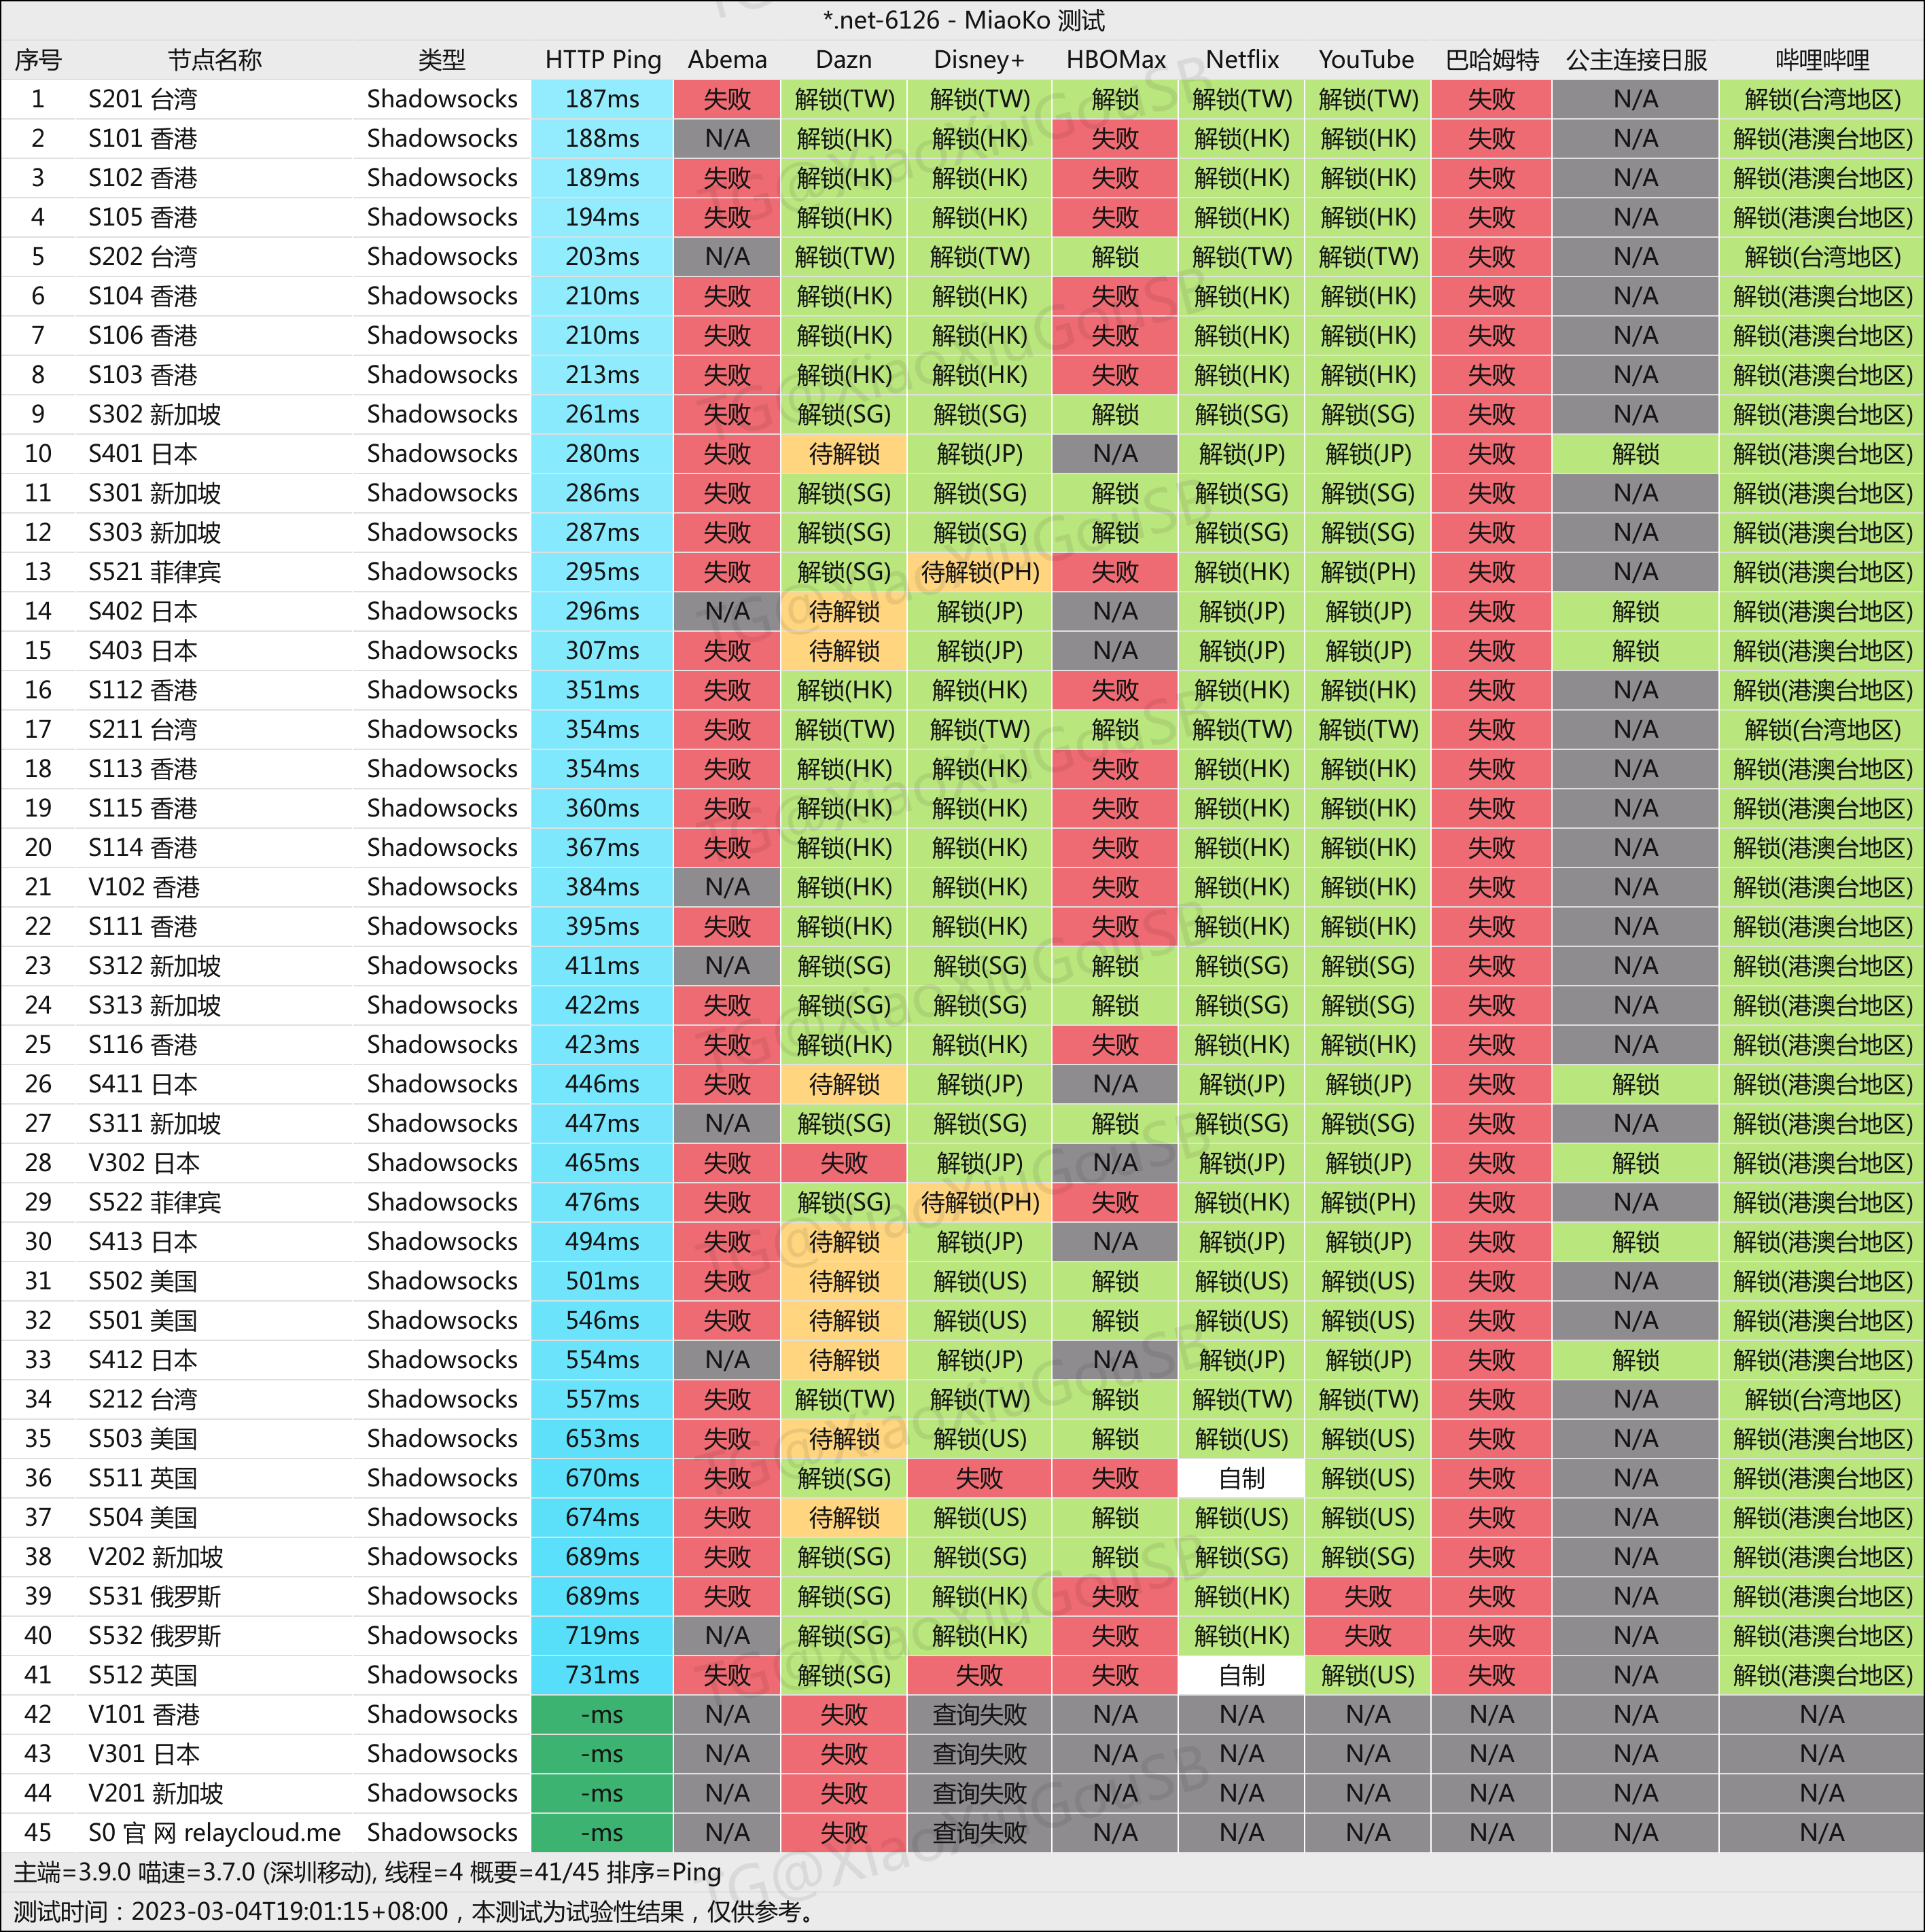 *.net-6126 - MiaoKo 测试
序号 节点名称 类型 HTTP Ping Abema Dazn Disney+ HBOMax Netflix YouTube 巴哈姆特 公主连接日服 哔哩哔哩
1 S201 台湾 Shadowsocks 187ms 失败 解锁(TW) 解锁(TW) 解锁 解锁(TW) 解锁(TW) 失败 N/A 解锁(台湾地区)
2 S101 香港 Shadowsocks 188ms N/A 解锁(HK) 解锁(HK) 失败 解锁(HK) 解锁(HK) 失败 N/A 解锁(港澳台地区)
3 S102 香港 Shadowsocks 189ms 失败 解锁(HK) 解锁(HK) 失败 解锁(HK) 解锁(HK) 失败 N/A 解锁(港澳台地区)
4 S105 香港 Shadowsocks 194ms 失败 解锁(HK) 解锁(HK) 失败 解锁(HK) 解锁(HK) 失败 N/A 解锁(港澳台地区)
5 S202 台湾 Shadowsocks 203ms N/A 解锁(TW) 解锁(TW) 解锁 解锁(TW) 解锁(TW) 失败 N/A 解锁(台湾地区)
6 S104 香港 Shadowsocks 210ms 失败 解锁(HK) 解锁(HK) 失败 解锁(HK) 解锁(HK) 失败 N/A 解锁(港澳台地区)
7 S106 香港 Shadowsocks 210ms 失败 解锁(HK) 解锁(HK) 失败 解锁(HK) 解锁(HK) 失败 N/A 解锁(港澳台地区)
8 S103 香港 Shadowsocks 213ms 失败 解锁(HK) 解锁(HK) 失败 解锁(HK) 解锁(HK) 失败 N/A 解锁(港澳台地区)
9 S302 新加坡 Shadowsocks 261ms 失败 解锁(SG) 解锁(SG) 解锁 解锁(SG) 解锁(SG) 失败 N/A 解锁(港澳台地区)
10 S401 日本 Shadowsocks 280ms 失败 待解锁 解锁(JP) N/A 解锁(JP) 解锁(JP) 失败 解锁 解锁(港澳台地区)
11 S301 新加坡 Shadowsocks 286ms 失败 解锁(SG) 解锁(SG) 解锁 解锁(SG) 解锁(SG) 失败 N/A 解锁(港澳台地区)
12 S303 新加坡 Shadowsocks 287ms 失败 解锁(SG) 解锁(SG) 解锁 解锁(SG) 解锁(SG) 失败 N/A 解锁(港澳台地区)
13 S521 菲律宾 Shadowsocks 295ms 失败 解锁(SG) 待解锁(PH) 失败 解锁(HK) 解锁(PH) 失败 N/A 解锁(港澳台地区)
14 S402 日本 Shadowsocks 296ms N/A 待解锁 解锁(JP) N/A 解锁(JP) 解锁(JP) 失败 解锁 解锁(港澳台地区)
15 S403 日本 Shadowsocks 307ms 失败 待解锁 解锁(JP) N/A 解锁(JP) 解锁(JP) 失败 解锁 解锁(港澳台地区)
16 S112 香港 Shadowsocks 351ms 失败 解锁(HK) 解锁(HK) 失败 解锁(HK) 解锁(HK) 失败 N/A 解锁(港澳台地区)
17 S211 台湾 Shadowsocks 354ms 失败 解锁(TW) 解锁(TW) 解锁 解锁(TW) 解锁(TW) 失败 N/A 解锁(台湾地区)
18 S113 香港 Shadowsocks 354ms 失败 解锁(HK) 解锁(HK) 失败 解锁(HK) 解锁(HK) 失败 N/A 解锁(港澳台地区)
19 S115 香港 Shadowsocks 360ms 失败 解锁(HK) 解锁(HK) 失败 解锁(HK) 解锁(HK) 失败 N/A 解锁(港澳台地区)
20 S114 香港 Shadowsocks 367ms 失败 解锁(HK) 解锁(HK) 失败 解锁(HK) 解锁(HK) 失败 N/A 解锁(港澳台地区)
21 V102 香港 Shadowsocks 384ms N/A 解锁(HK) 解锁(HK) 失败 解锁(HK) 解锁(HK) 失败 N/A 解锁(港澳台地区)
22 S111 香港 Shadowsocks 395ms 失败 解锁(HK) 解锁(HK) 失败 解锁(HK) 解锁(HK) 失败 N/A 解锁(港澳台地区)
23 S312 新加坡 Shadowsocks 411ms N/A 解锁(SG) 解锁(SG) 解锁 解锁(SG) 解锁(SG) 失败 N/A 解锁(港澳台地区)
24 S313 新加坡 Shadowsocks 422ms 失败 解锁(SG) 解锁(SG) 解锁 解锁(SG) 解锁(SG) 失败 N/A 解锁(港澳台地区)
25 S116 香港 Shadowsocks 423ms 失败 解锁(HK) 解锁(HK) 失败 解锁(HK) 解锁(HK) 失败 N/A 解锁(港澳台地区)
26 S411 日本 Shadowsocks 446ms 失败 待解锁 解锁(JP) N/A 解锁(JP) 解锁(JP) 失败 解锁 解锁(港澳台地区)
27 S311 新加坡 Shadowsocks 447ms N/A 解锁(SG) 解锁(SG) 解锁 解锁(SG) 解锁(SG) 失败 N/A 解锁(港澳台地区)
28 V302 日本 Shadowsocks 465ms 失败 失败 解锁(JP) N/A 解锁(JP) 解锁(JP) 失败 解锁 解锁(港澳台地区)
29 S522 菲律宾 Shadowsocks 476ms 失败 解锁(SG) 待解锁(PH) 失败 解锁(HK) 解锁(PH) 失败 N/A 解锁(港澳台地区)
30 S413 日本 Shadowsocks 494ms 失败 待解锁 解锁(JP) N/A 解锁(JP) 解锁(JP) 失败 解锁 解锁(港澳台地区)
31 S502 美国 Shadowsocks 501ms 失败 待解锁 解锁(US) 解锁 解锁(US) 解锁(US) 失败 N/A 解锁(港澳台地区)
32 S501 美国 Shadowsocks 546ms 失败 待解锁 解锁(US) 解锁 解锁(US) 解锁(US) 失败 N/A 解锁(港澳台地区)
33 S412 日本 Shadowsocks 554ms N/A 待解锁 解锁(JP) N/A 解锁(JP) 解锁(JP) 失败 解锁 解锁(港澳台地区)
34 S212 台湾 Shadowsocks 557ms 失败 解锁(TW) 解锁(TW) 解锁 解锁(TW) 解锁(TW) 失败 N/A 解锁(台湾地区)
35 S503 美国 Shadowsocks 653ms 失败 待解锁 解锁(US) 解锁 解锁(US) 解锁(US) 失败 N/A 解锁(港澳台地区)
36 S511 英国 Shadowsocks 670ms 失败 解锁(SG) 失败 失败 自制 解锁(US) 失败 N/A 解锁(港澳台地区)
37 S504 美国 Shadowsocks 674ms 失败 待解锁 解锁(US) 解锁 解锁(US) 解锁(US) 失败 N/A 解锁(港澳台地区)
38 V202 新加坡 Shadowsocks 689ms 失败 解锁(SG) 解锁(SG) 解锁 解锁(SG) 解锁(SG) 失败 N/A 解锁(港澳台地区)
39 S531 俄罗斯 Shadowsocks 689ms 失败 解锁(SG) 解锁(HK) 失败 解锁(HK) 失败 失败 N/A 解锁(港澳台地区)
40 S532 俄罗斯 Shadowsocks 719ms N/A 解锁(SG) 解锁(HK) 失败 解锁(HK) 失败 失败 N/A 解锁(港澳台地区)
41 S512 英国 Shadowsocks 731ms 失败 解锁(SG) 失败 失败 自制 解锁(US) 失败 N/A 解锁(港澳台地区)
42 V101 香港 Shadowsocks -ms N/A 失败 查询失败 N/A N/A N/A N/A N/A N/A
43 V301 日本 Shadowsocks -ms N/A 失败 查询失败 N/A N/A N/A N/A N/A N/A
44 V201 新加坡 Shadowsocks -ms N/A 失败 查询失败 N/A N/A N/A N/A N/A N/A
45 S0 官 网 relaycloud.me Shadowsocks -ms N/A 失败 查询失败 N/A N/A N/A N/A N/A N/A
主端=3.9.0 喵速=3.7.0 (深圳移动), 线程=4 概要=41/45 排序=Ping
测试时间：2023-03-04T19:01:15+08:00，本测试为试验性结果，仅供参考。
TG@XiaoXiuGouSB
TG@XiaoXiuGouSB
TG@XiaoXiuGouSB
TG@XiaoXiuGouSB
TG@XiaoXiuGouSB
TG@XiaoXiuGouSB
TG@XiaoXiuGouSB
TG@XiaoXiuGouSB
TG@XiaoXiuGouSB